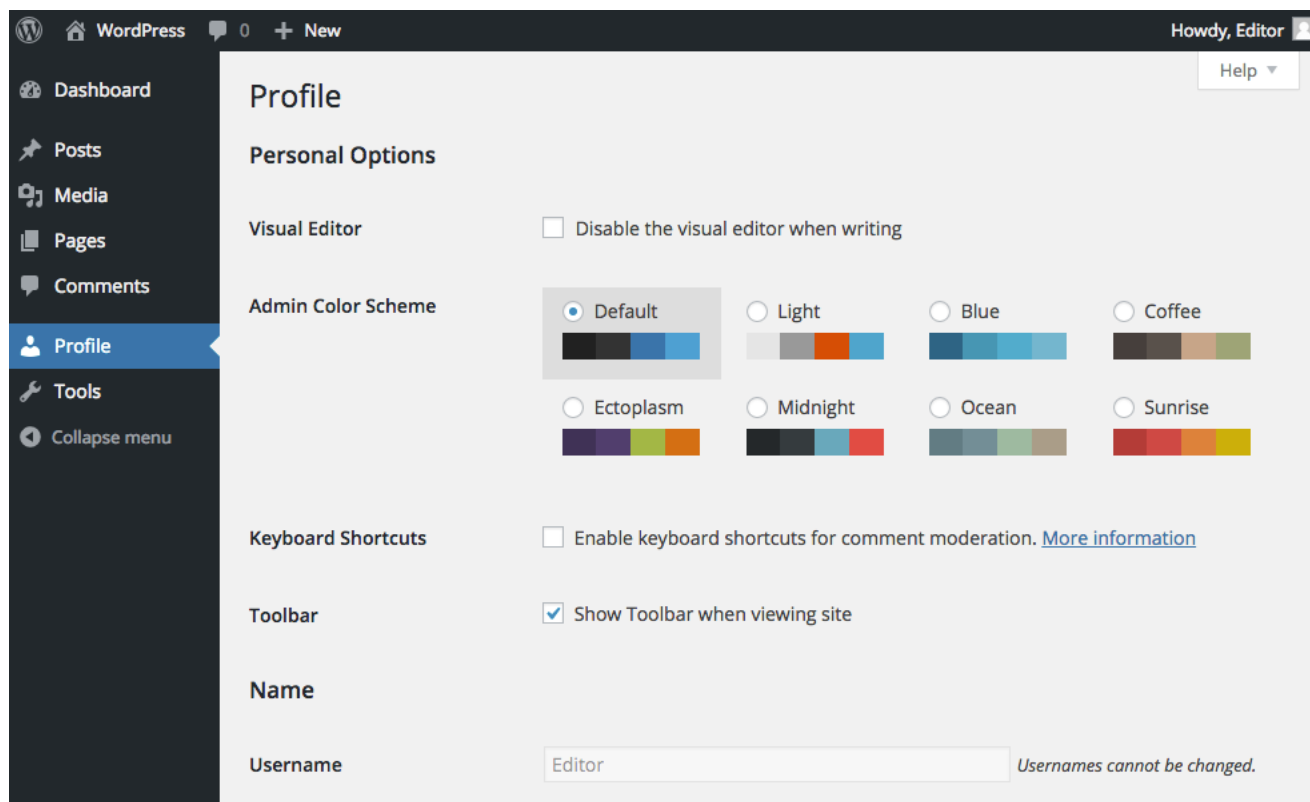 WordPress 0 New Howdy, Editor
Help
Dashboard
Posts
Media
Pages
Comments
Profile
Tools
Collapse menu
Profile
Personal Options
Visual Editor Disable the visual editor when writing
Admin Color Scheme Default Light Blue Coffee
Ectoplasm Midnight Ocean Sunrise
Keyboard Shortcuts Enable keyboard shortcuts for comment moderation. More information
Toolbar Show Toolbar when viewing site
Name
Username Editor Usernames cannot be changed.